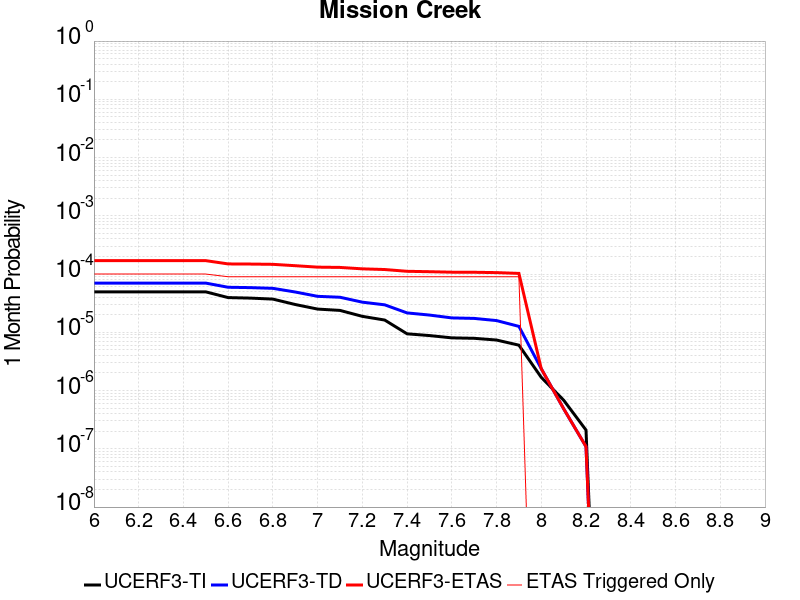 Mission Creek
10^0
10^-1
10^-2
10^-3
10^-4
10^-5
10^-6
10^-7
10^-8
1 Month Probability
6 6.2 6.4 6.6 6.8 7 7.2 7.4 7.6 7.8 8 8.2 8.4 8.6 8.8 9
Magnitude
UCERF3-TI UCERF3-TD UCERF3-ETAS ETAS Triggered Only